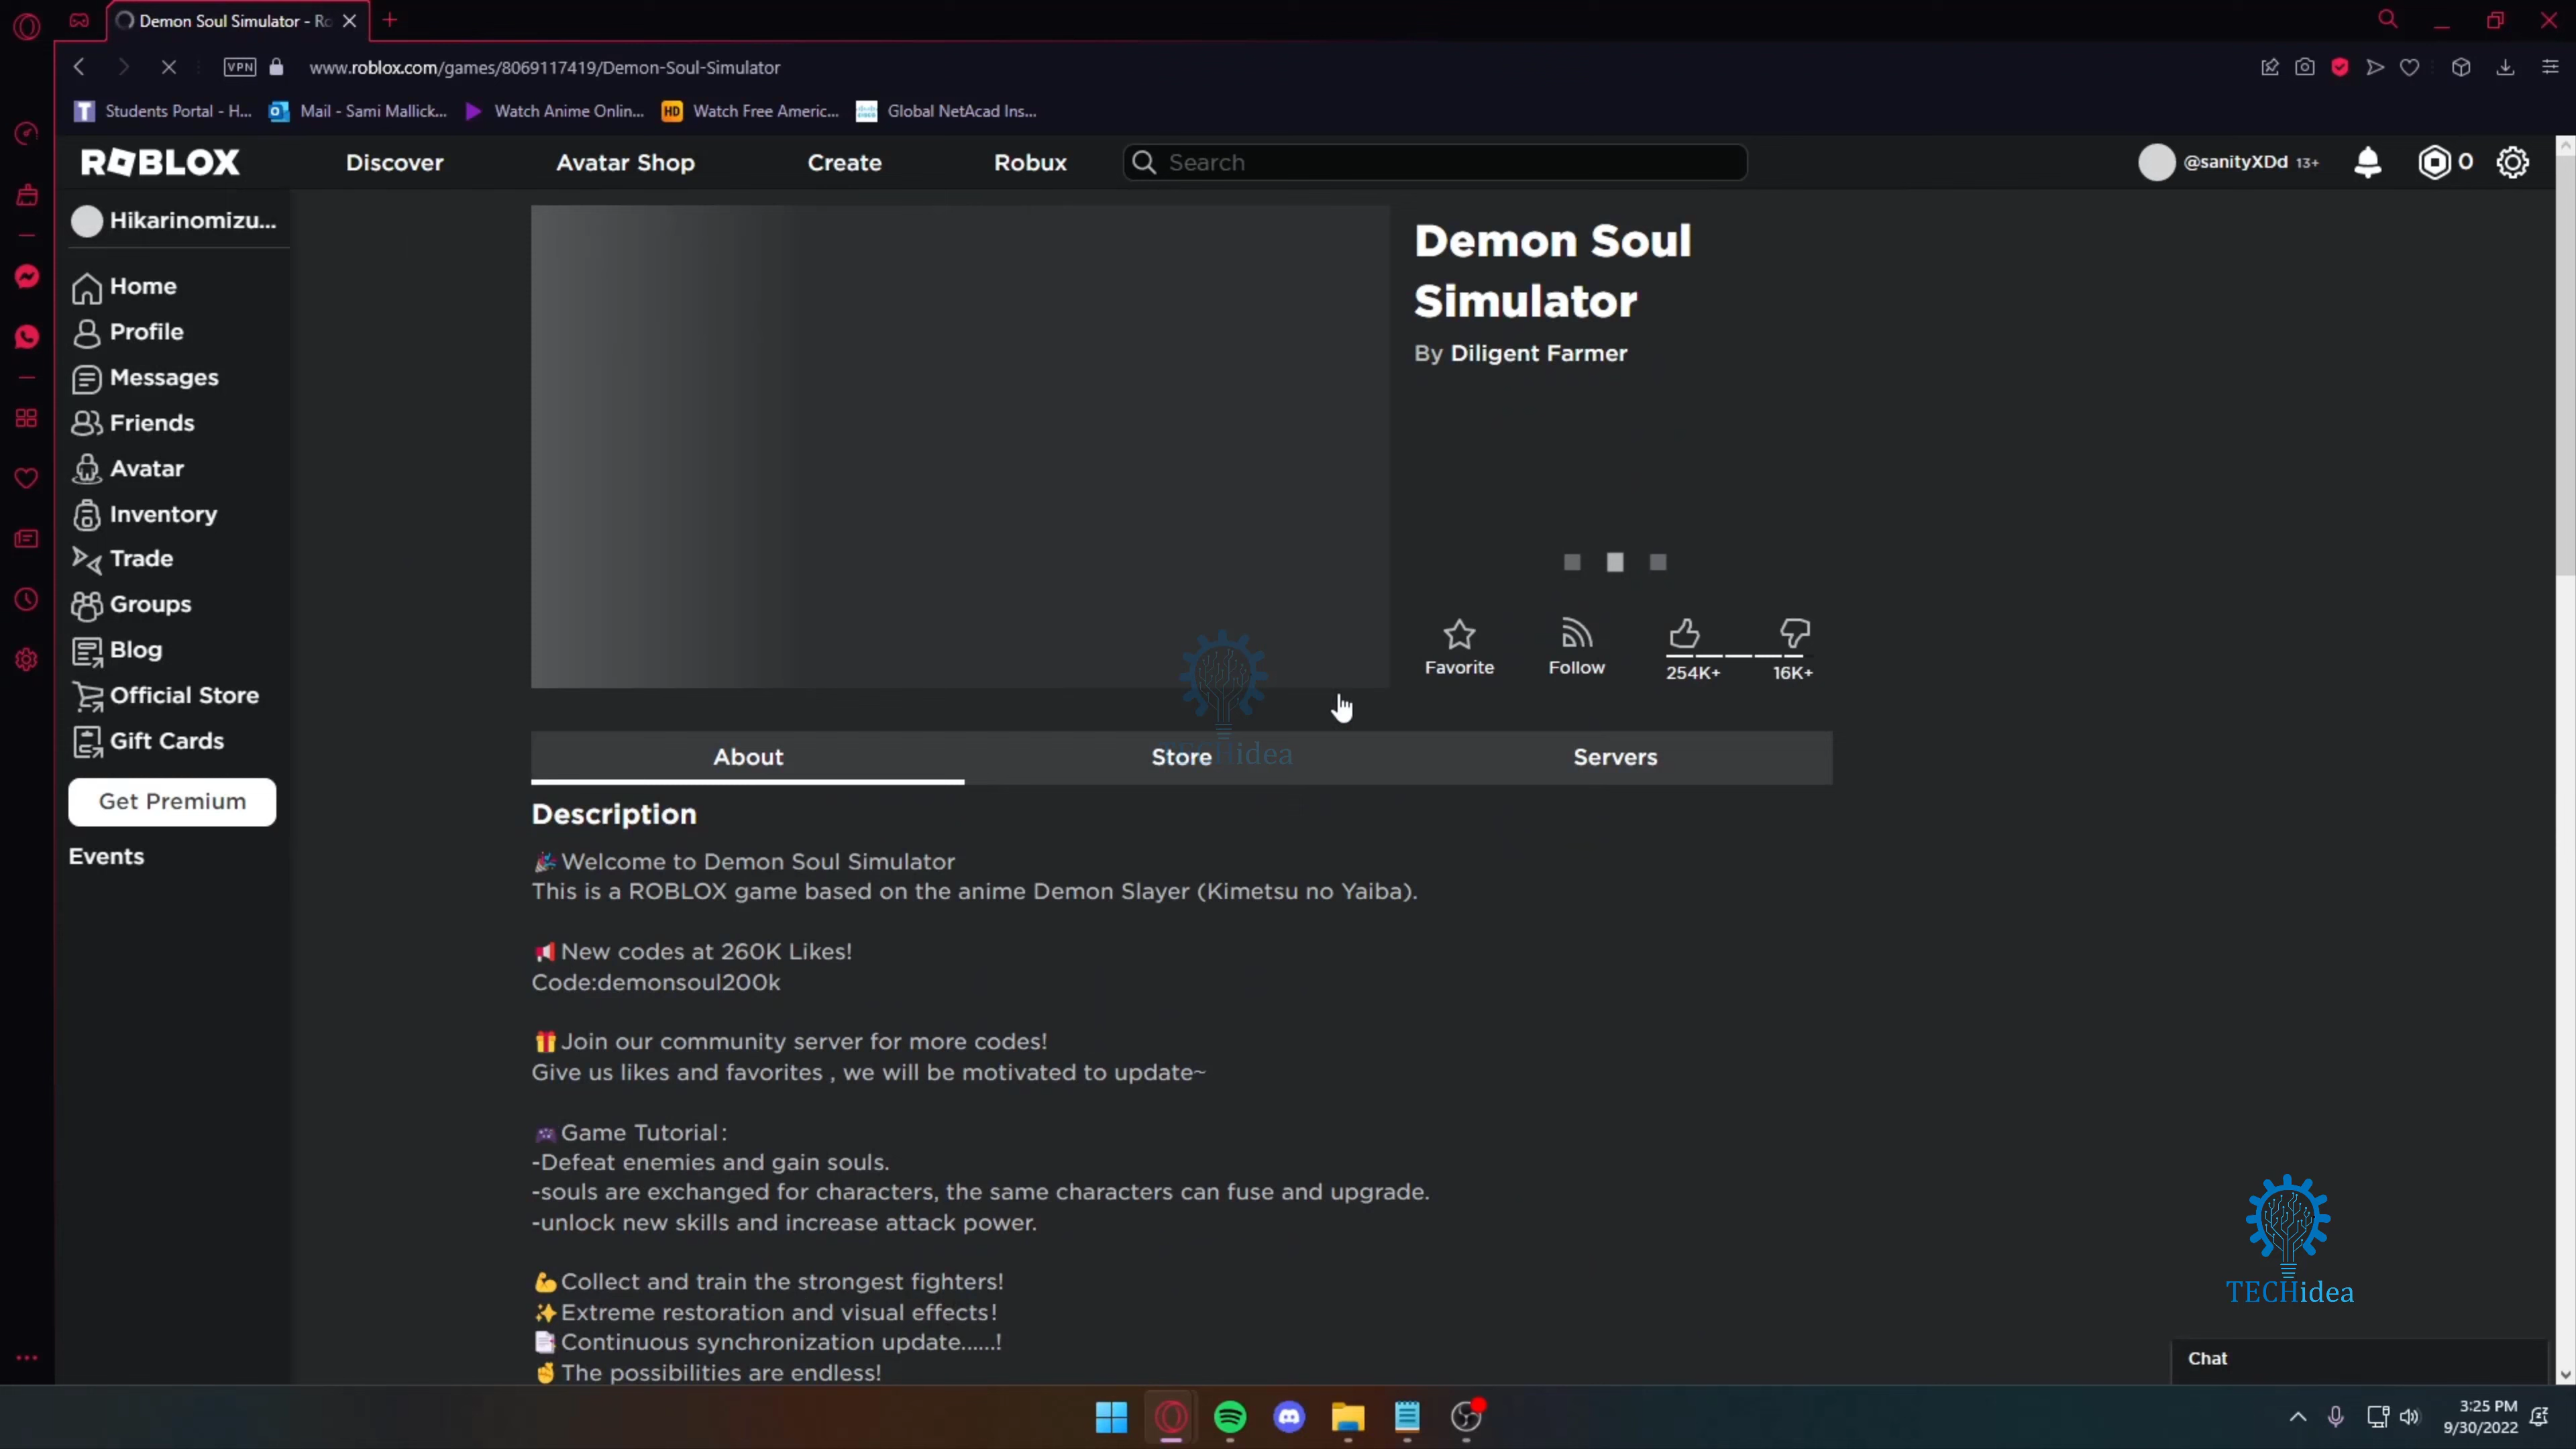 Demon Soul Simulator - Ro
VPN
www.roblox.com/games/8069117419/Demon-Soul-Simulator
Students Portal - H...
Mail - Sami Mallick...
Watch Anime Onlin...
HD
Watch Free Americ...
Global NetAcad Ins...
ROBLOX
Discover
Avatar Shop
Create
Robux
Search
@sanityXDd 13+
0
Hikarinomizu...
Home
Profile
Messages
Friends
Avatar
Inventory
Trade
Groups
Blog
Official Store
Gift Cards
Get Premium
Events
Demon Soul
Simulator
By Diligent Farmer
Favorite
Follow
254K+
16K+
About
Store
Servers
TECHidea
Description
Welcome to Demon Soul Simulator
This is a ROBLOX game based on the anime Demon Slayer (Kimetsu no Yaiba).
New codes at 260K Likes!
Code:demonsoul200k
Join our community server for more codes!
Give us likes and favorites , we will be motivated to update~
Game Tutorial:
-Defeat enemies and gain souls.
-souls are exchanged for characters, the same characters can fuse and upgrade.
-unlock new skills and increase attack power.
Collect and train the strongest fighters!
Extreme restoration and visual effects!
Continuous synchronization update......!
The possibilities are endless!
TECHidea
Chat
3:25 PM
9/30/2022